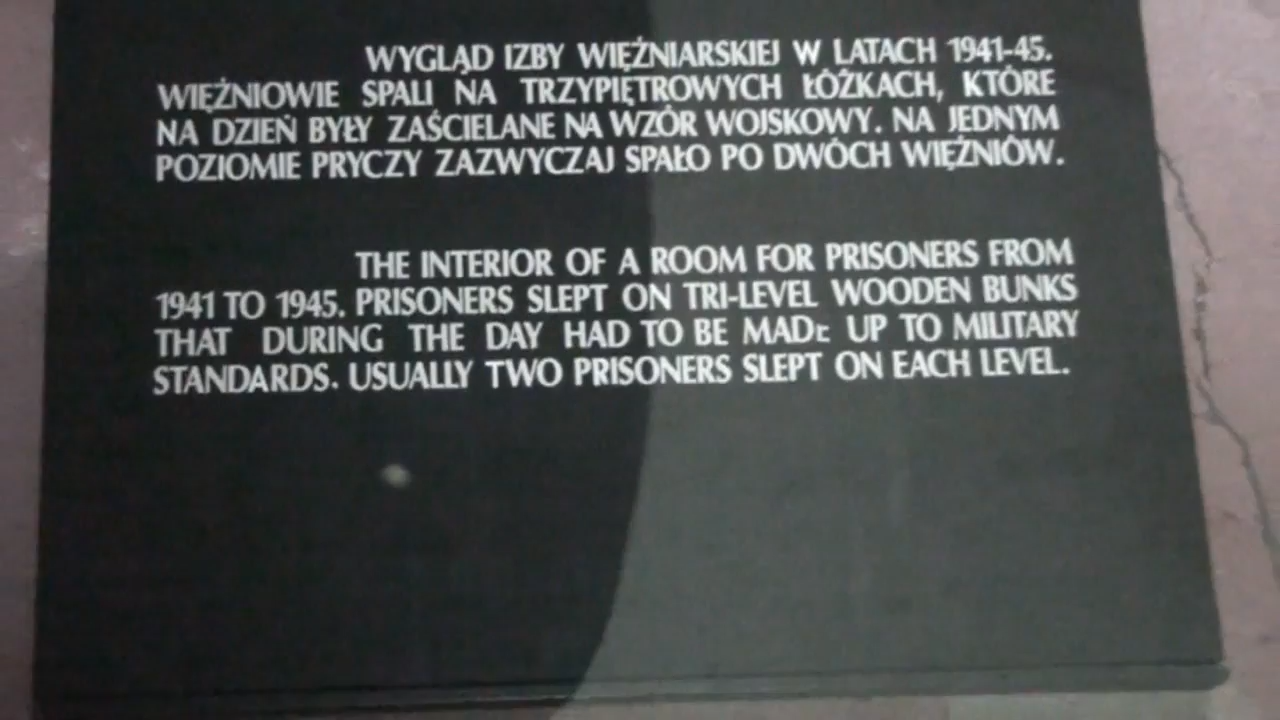 WYGLĄD IZBY WIĘŹNIARSKIEJ W LATACH 1941-45.
WIĘŹNIOWIE SPALI NA TRZYPIĘTROWYCH ŁÓŻKACH, KTÓRE
NA DZIEŃ BYŁY ZAŚCIELANE NA WZÓR WOJSKOWY. NA JEDNYM
POZIOMIE PRYCZY ZAZWYCZAJ SPAŁO PO DWÓCH WIĘŹNIÓW.
THE INTERIOR OF A ROOM FOR PRISONERS FROM
1941 TO 1945. PRISONERS SLEPT ON TRI-LEVEL WOODEN BUNKS
THAT DURING THE DAY HAD TO BE MADE UP TO MILITARY
STANDARDS. USUALLY TWO PRISONERS SLEPT ON EACH LEVEL.